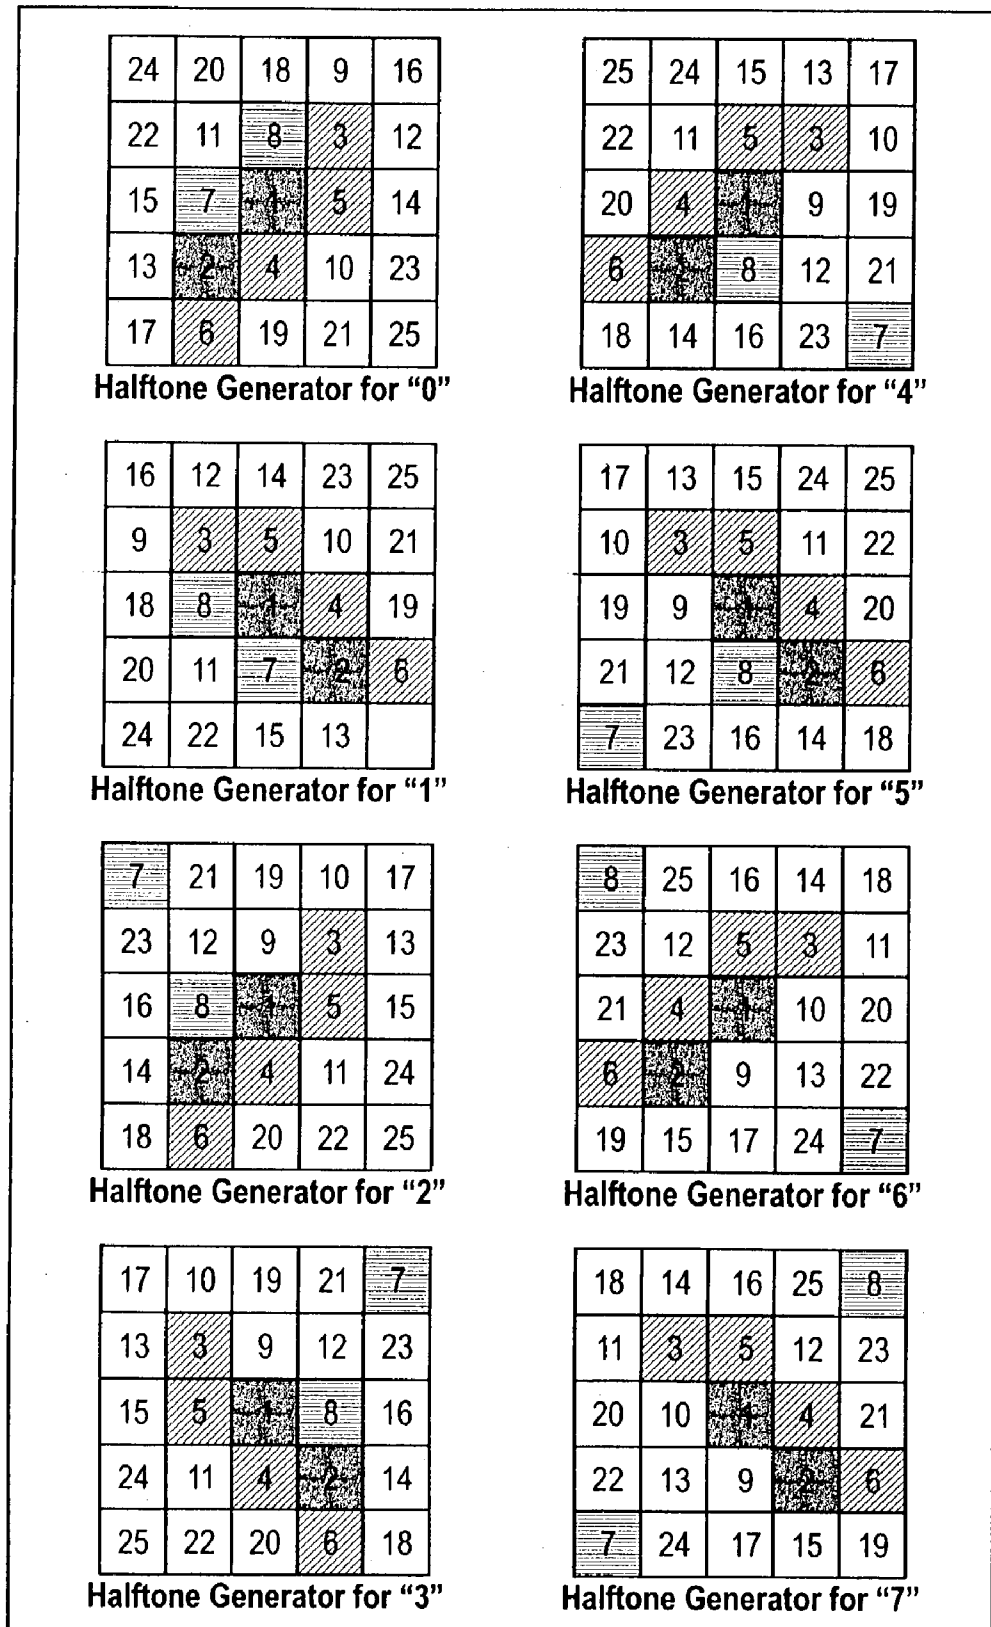 24 20 18 9 16
22 11 8 3 12
15 7 1 5 14
13 2 4 10 23
17 6 19 21 25
Halftone Generator for “0”
16 12 14 23 25
9 3 5 10 21
18 8 1 4 19
20 11 7 2 6
24 22 15 13
Halftone Generator for “1”
7 21 19 10 17
23 12 9 3 13
16 8 1 5 15
14 2 4 11 24
18 6 20 22 25
Halftone Generator for “2”
17 10 19 21 7
13 3 9 12 23
15 5 1 8 16
24 11 4 2 14
25 22 20 6 18
Halftone Generator for “3”
25 24 15 13 17
22 11 5 3 10
20 4 1 9 19
6 8 12 21
18 14 16 23 7
Halftone Generator for “4”
17 13 15 24 25
10 3 5 11 22
19 9 1 4 20
21 12 8 2 6
7 23 16 14 18
Halftone Generator for “5”
8 25 16 14 18
23 12 5 3 11
21 4 1 10 20
6 2 9 13 22
19 15 17 24 7
Halftone Generator for “6”
18 14 16 25 8
11 3 5 12 23
20 10 1 4 21
22 13 9 2 6
7 24 17 15 19
Halftone Generator for “7”